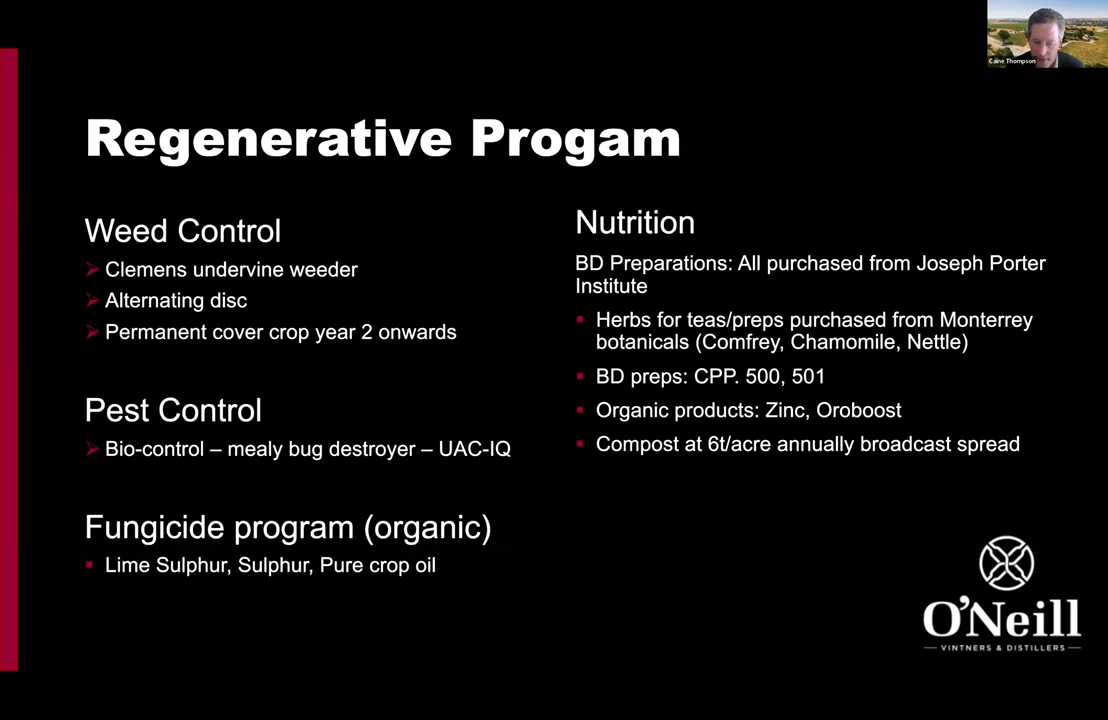 Caine Thompson
Regenerative Progam
Weed Control
Clemens undervine weeder
Alternating disc
Permanent cover crop year 2 onwards
Pest Control
Bio-control – mealy bug destroyer – UAC-IQ
Fungicide program (organic)
Lime Sulphur, Sulphur, Pure crop oil
Nutrition
BD Preparations: All purchased from Joseph Porter
Institute
Herbs for teas/preps purchased from Monterrey
botanicals (Comfrey, Chamomile, Nettle)
BD preps: CPP. 500, 501
Organic products: Zinc, Oroboost
Compost at 6t/acre annually broadcast spread
O'Neill
VINTNERS & DISTILLERS